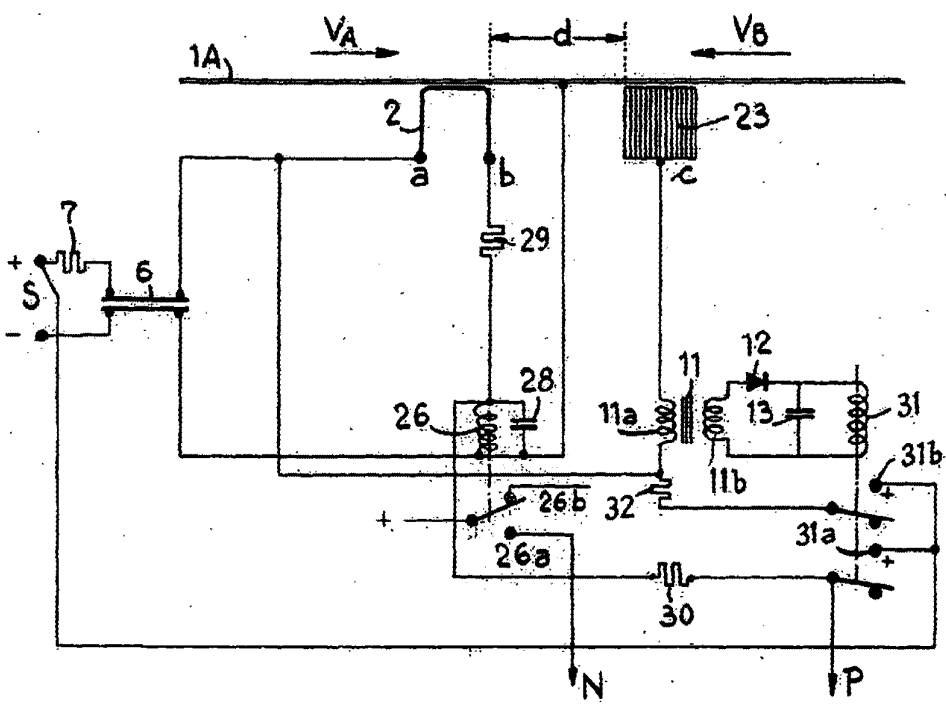 VA d VB
1A
2 23
a b c
7 29
+ S 6
-
12
28 11 13 31
26 11a 11b
31b
26b 32 +
+ 31a
26a +
30
N P